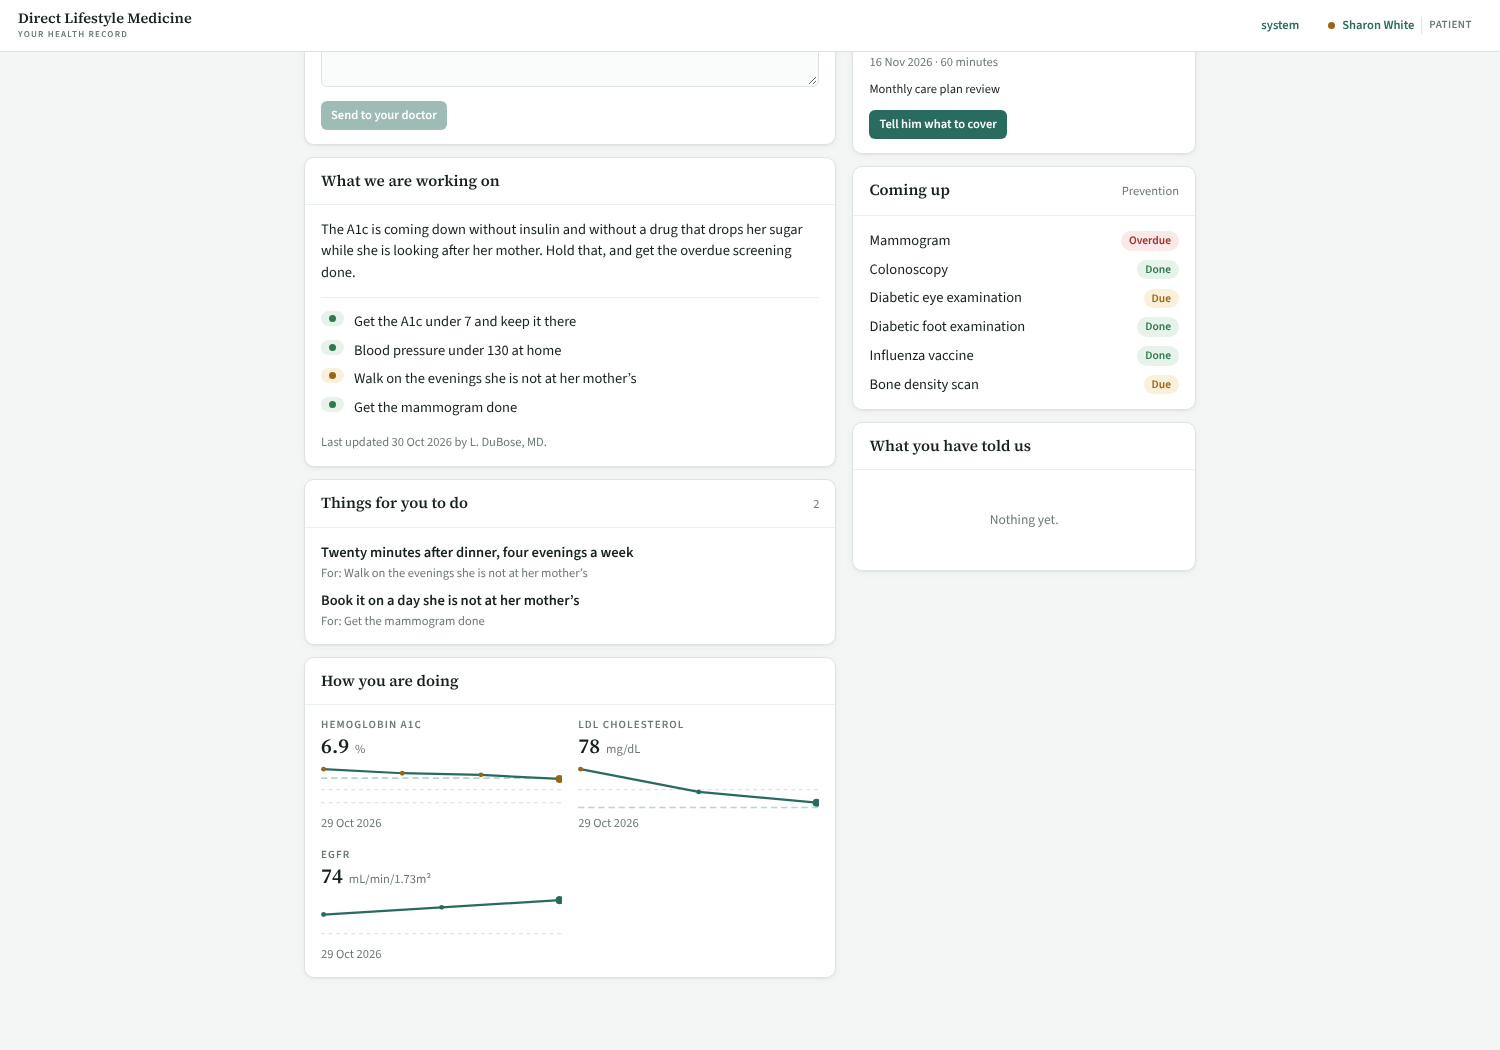 Direct Lifestyle Medicine
YOUR HEALTH RECORD
system
Sharon White
PATIENT
Send to your doctor
What we are working on
The A1c is coming down without insulin and without a drug that drops her sugar
while she is looking after her mother. Hold that, and get the overdue screening
done.
Get the A1c under 7 and keep it there
Blood pressure under 130 at home
Walk on the evenings she is not at her mother’s
Get the mammogram done
Last updated 30 Oct 2026 by L. DuBose, MD.
Things for you to do
2
Twenty minutes after dinner, four evenings a week
For: Walk on the evenings she is not at her mother’s
Book it on a day she is not at her mother’s
For: Get the mammogram done
How you are doing
HEMOGLOBIN A1C
6.9 %
29 Oct 2026
LDL CHOLESTEROL
78 mg/dL
29 Oct 2026
EGFR
74 mL/min/1.73m²
29 Oct 2026
16 Nov 2026 · 60 minutes
Monthly care plan review
Tell him what to cover
Coming up
Prevention
Mammogram Overdue
Colonoscopy Done
Diabetic eye examination Due
Diabetic foot examination Done
Influenza vaccine Done
Bone density scan Due
What you have told us
Nothing yet.